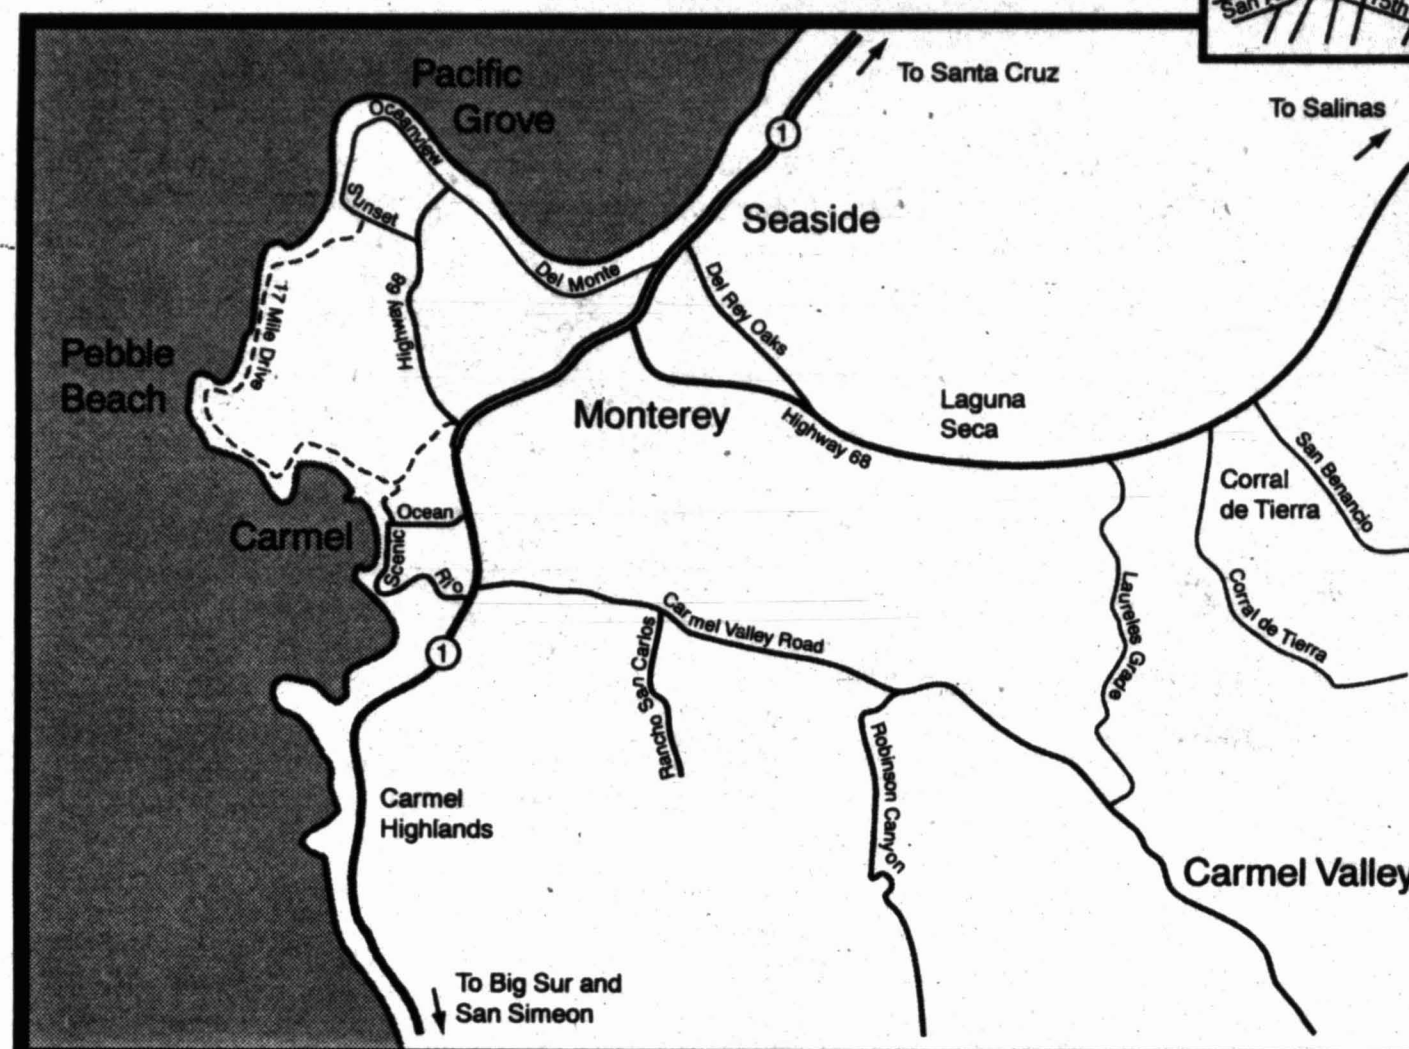 San
15th
To Santa Cruz
To Salinas
Pacific
Grove
Oceanview
1
Sunset
Seaside
Del Monte
Del Rey Oaks
17 Mile Drive
Highway 68
Pebble
Beach
Monterey
Highway 68
Laguna
Seca
San Benancio
Corral
de Tierra
Carmel
Ocean
Scenic
Rio
Laureles Grade
Corral de Tierra
Carmel Valley Road
1
Rancho San Carlos
Robinson Canyon
Carmel
Highlands
Carmel Valley
To Big Sur and
San Simeon